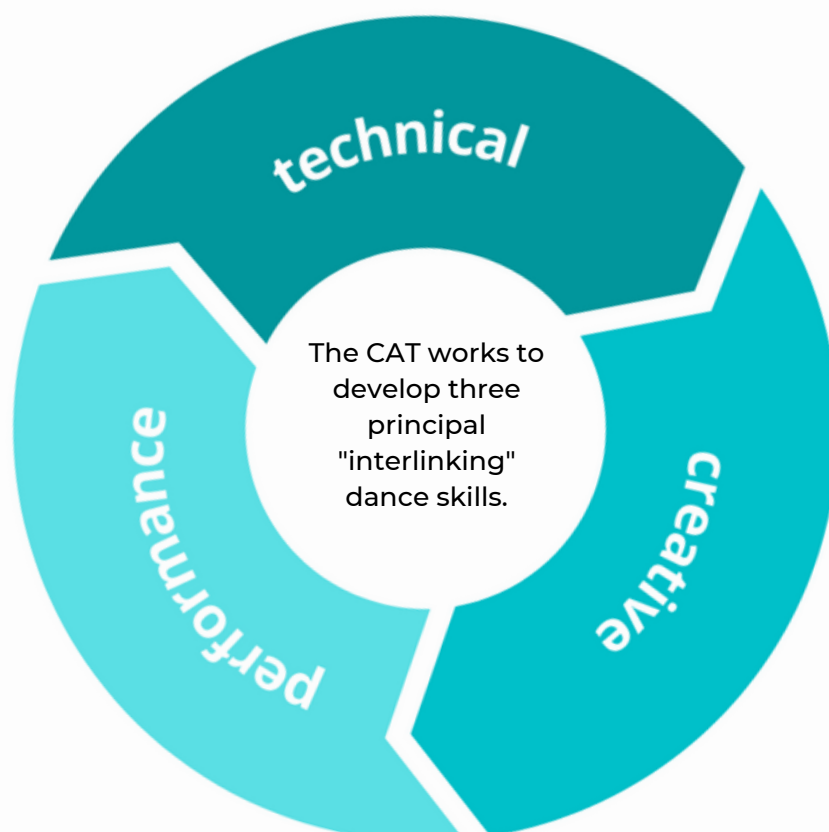 technical
The CAT works to
develop three
principal
"interlinking"
dance skills.
creative
performance